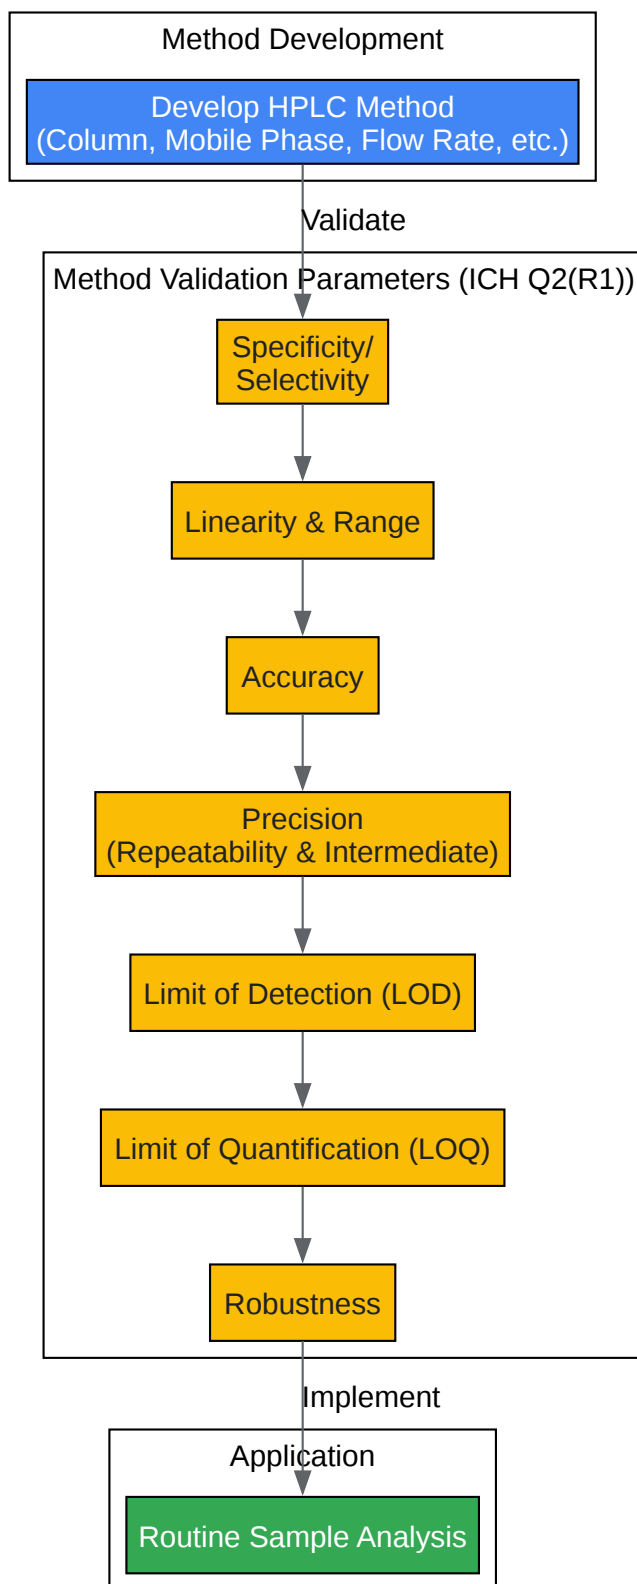 Method Development
Develop HPLC Method
(Column, Mobile Phase, Flow Rate, etc.)
Validate
Method Validation Parameters (ICH Q2(R1))
Specificity/
Selectivity
Linearity & Range
Accuracy
Precision
(Repeatability & Intermediate)
Limit of Detection (LOD)
Limit of Quantification (LOQ)
Robustness
Implement
Application
Routine Sample Analysis